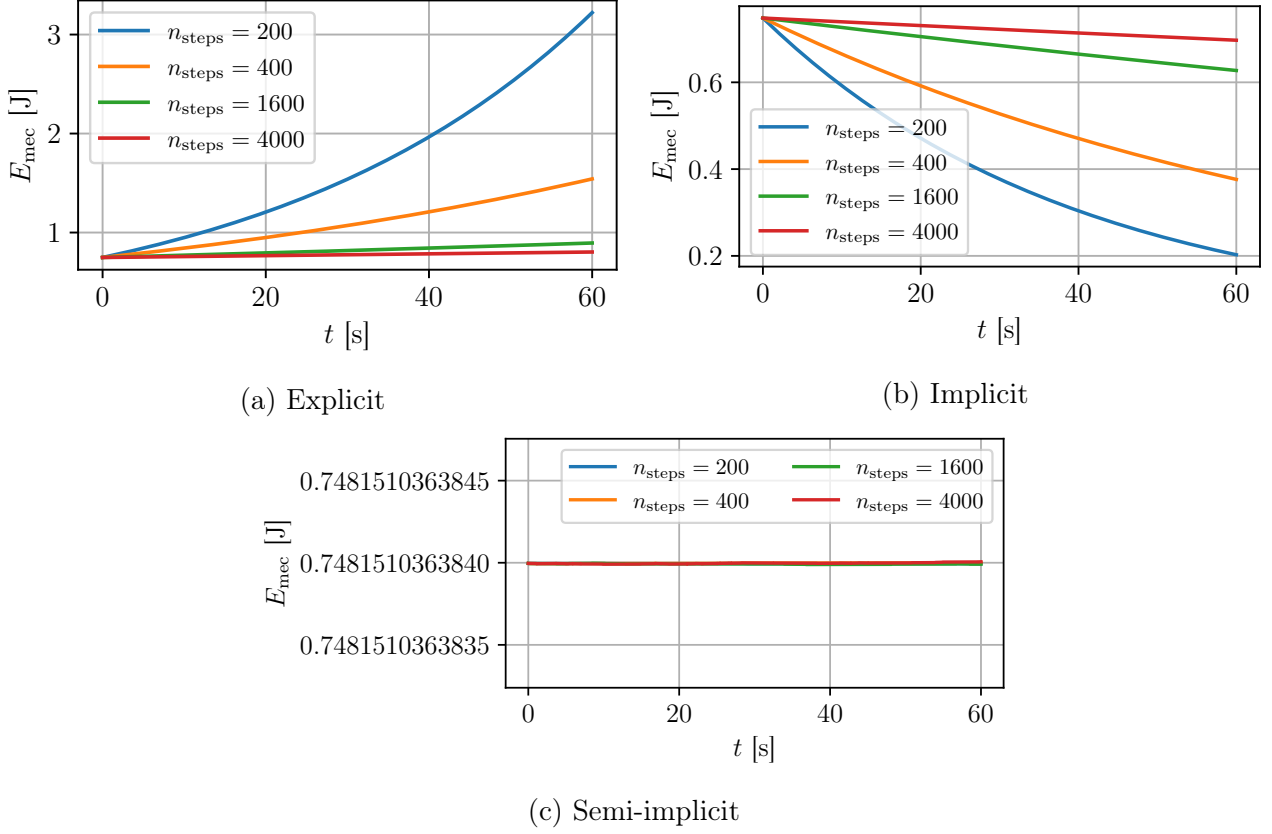 3
2
1
E_mec [J]
n_steps = 200
n_steps = 400
n_steps = 1600
n_steps = 4000
0 20 40 60
t [s]
(a) Explicit
0.6
0.4
0.2
E_mec [J]
n_steps = 200
n_steps = 400
n_steps = 1600
n_steps = 4000
0 20 40 60
t [s]
(b) Implicit
0.7481510363845
0.7481510363840
0.7481510363835
E_mec [J]
n_steps = 200 n_steps = 1600
n_steps = 400 n_steps = 4000
0 20 40 60
t [s]
(c) Semi-implicit